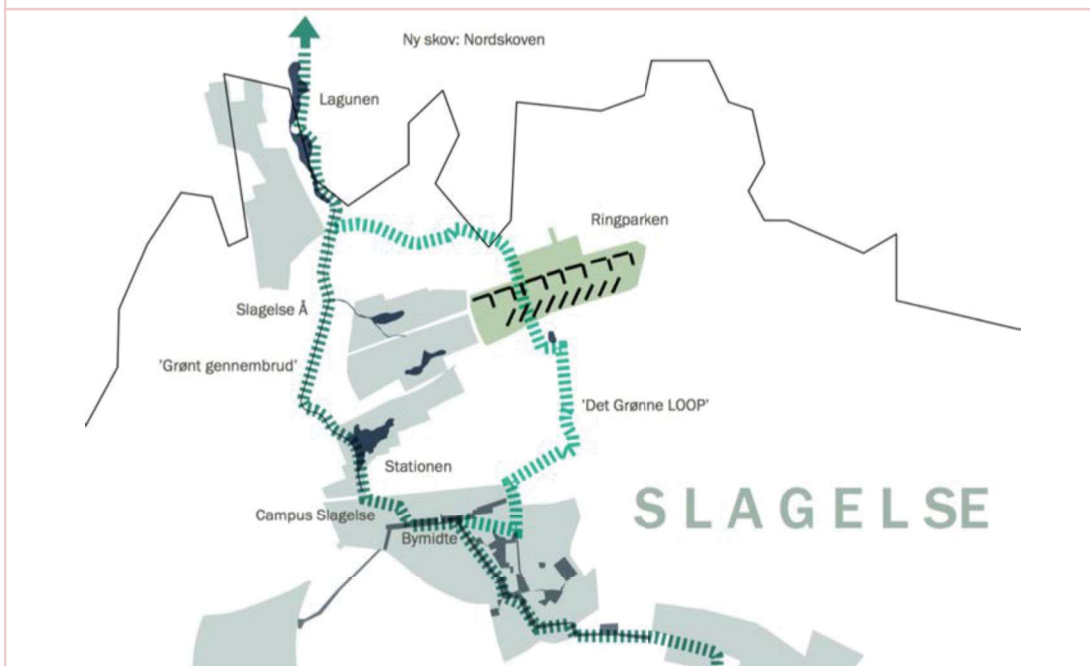 Ny skov: Nordskoven
Lagunen
Ringparken
Slagelse Å
'Grønt gennembrud'
'Det Grønne LOOP'
Stationen
SLAGELSE
Campus Slagelse
Bymidte